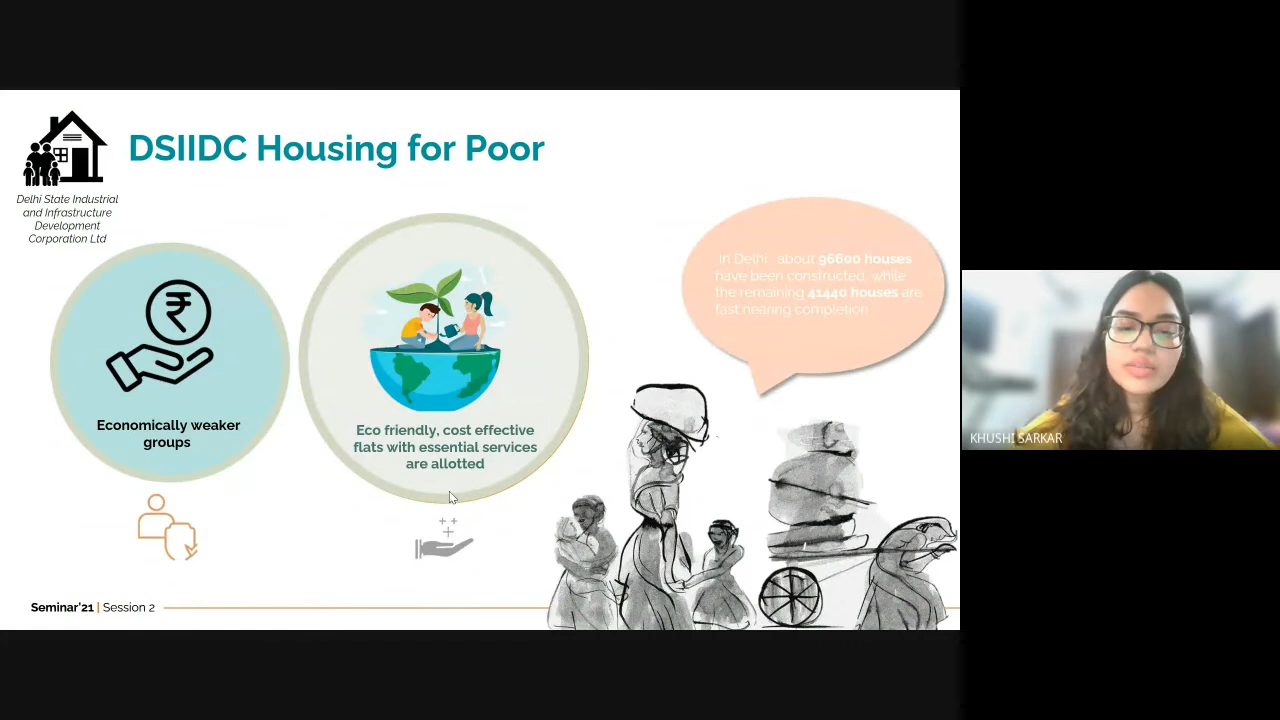 DSIIDC Housing for Poor
Delhi State Industrial
and Infrastructure
Development
Corporation Ltd
Economically weaker
groups
Eco friendly, cost effective
flats with essential services
are allotted
In Delhi about 96600 houses
have been constructed, while
the remaining 41440 houses are
fast nearing completion
Seminar'21 | Session 2
KHUSHI SARKAR